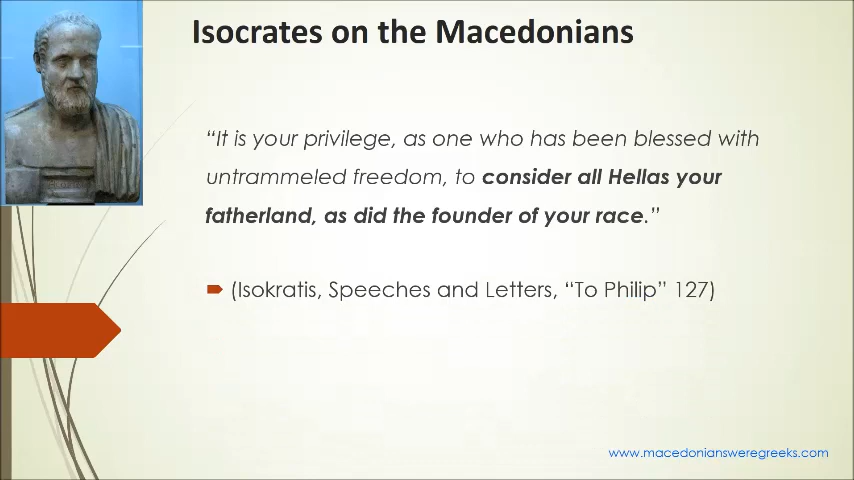 Isocrates on the Macedonians
“It is your privilege, as one who has been blessed with
untrammeled freedom, to consider all Hellas your
fatherland, as did the founder of your race.”
(Isokratis, Speeches and Letters, “To Philip” 127)
www.macedoniansweregreeks.com